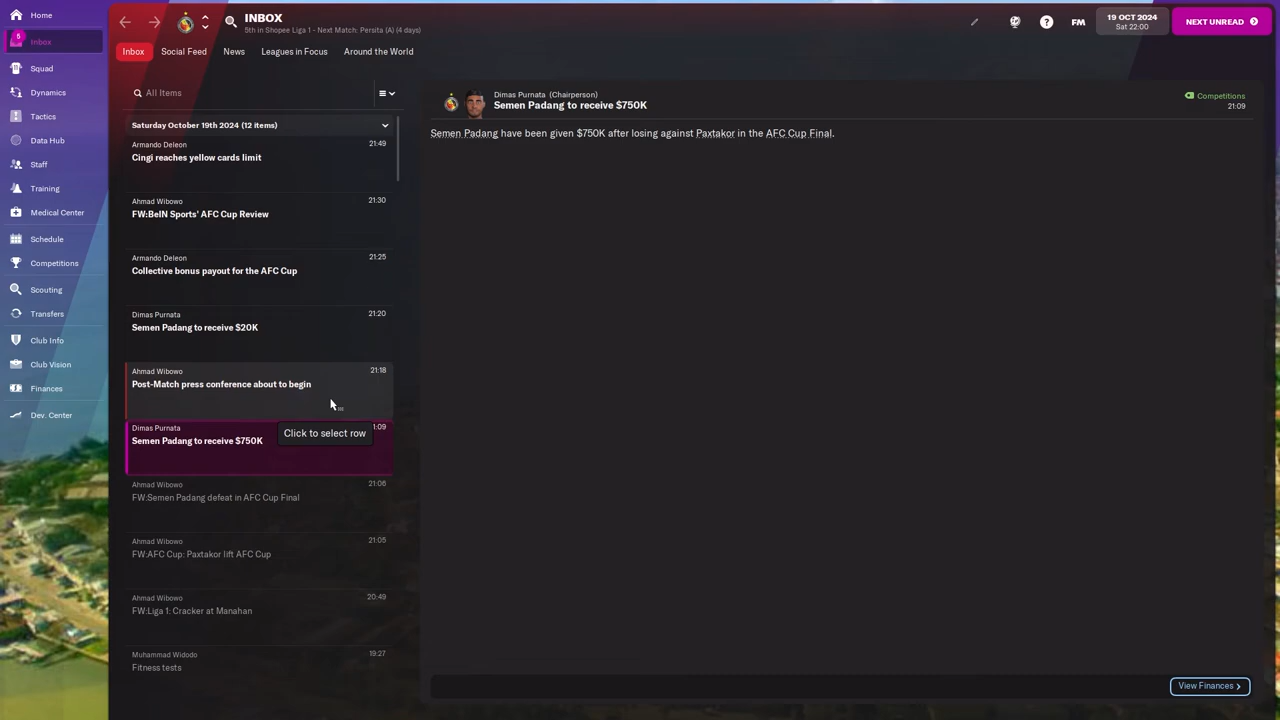 Home
5
Inbox
Squad
Dynamics
Tactics
Data Hub
Staff
Training
Medical Center
Schedule
Competitions
Scouting
Transfers
Club Info
Club Vision
Finances
Dev. Center
INBOX
5th in Shopee Liga 1 - Next Match: Persita (A) (4 days)
?
FM
19 OCT 2024
Sat 22:00
NEXT UNREAD
Inbox
Social Feed
News
Leagues in Focus
Around the World
All Items
Saturday October 19th 2024 (12 items)
Armando Deleon
21:49
Cingi reaches yellow cards limit
Ahmad Wibowo
21:30
FW:BeIN Sports' AFC Cup Review
Armando Deleon
21:25
Collective bonus payout for the AFC Cup
Dimas Purnata
21:20
Semen Padang to receive $20K
Ahmad Wibowo
21:18
Post-Match press conference about to begin
Dimas Purnata
1:09
Semen Padang to receive $750K
Click to select row
Ahmad Wibowo
21:06
FW:Semen Padang defeat in AFC Cup Final
Ahmad Wibowo
21:05
FW:AFC Cup: Paxtakor lift AFC Cup
Ahmad Wibowo
20:49
FW:Liga 1: Cracker at Manahan
Muhammad Widodo
19:27
Fitness tests
Dimas Purnata (Chairperson)
Semen Padang to receive $750K
Competitions
21:09
Semen Padang have been given $750K after losing against Paxtakor in the AFC Cup Final.
View Finances